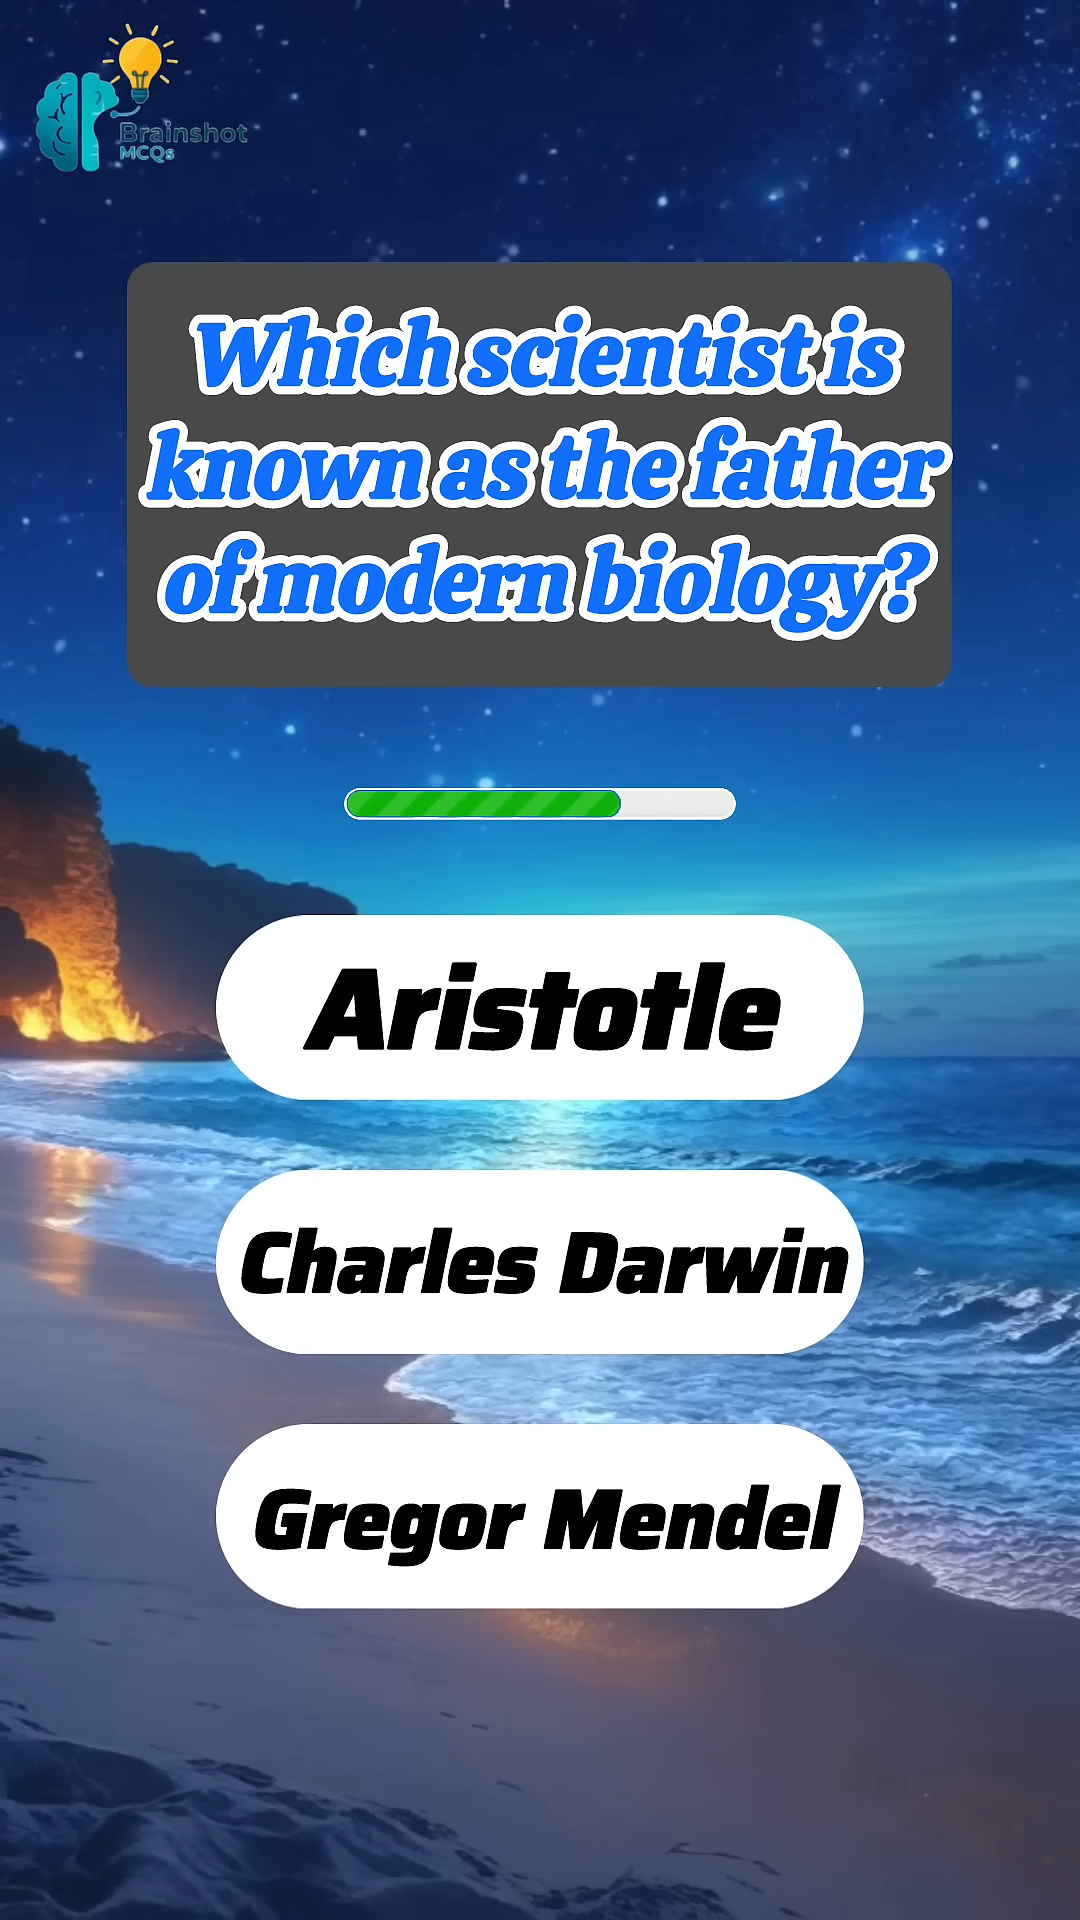 Brainshot
MCQs
Which scientist is
known as the father
of modern biology?
Aristotle
Charles Darwin
Gregor Mendel